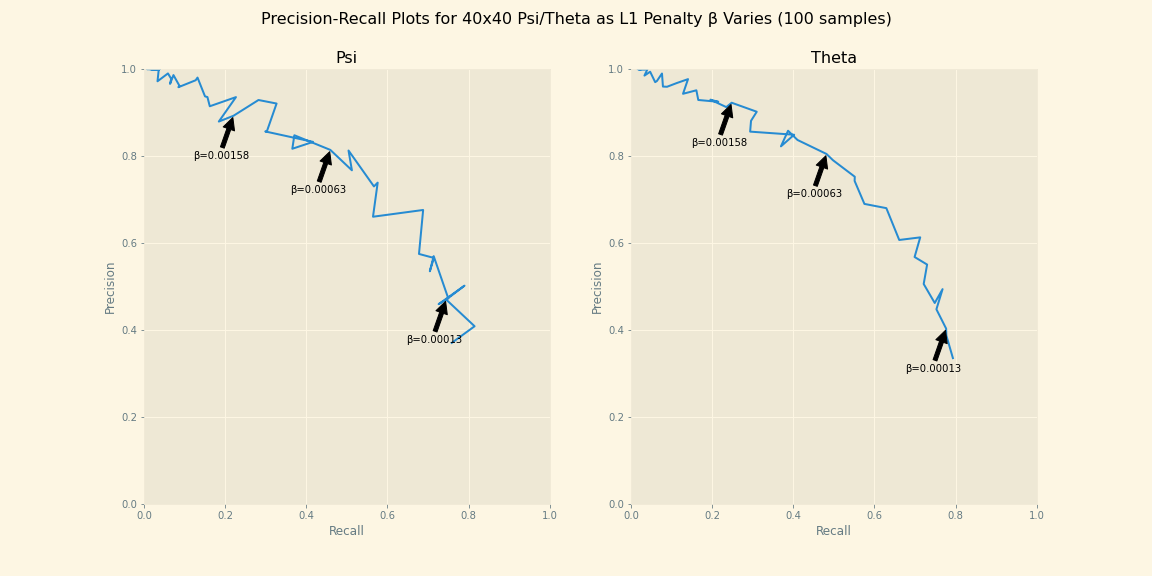 Precision-Recall Plots for 40x40 Psi/Theta as L1 Penalty β Varies (100 samples)
Psi
1.0
0.8
0.6
0.4
0.2
0.0
Precision
β=0.00158
β=0.00063
β=0.00013
0.0 0.2 0.4 0.6 0.8 1.0
Recall
Theta
1.0
0.8
0.6
0.4
0.2
0.0
Precision
β=0.00158
β=0.00063
β=0.00013
0.0 0.2 0.4 0.6 0.8 1.0
Recall